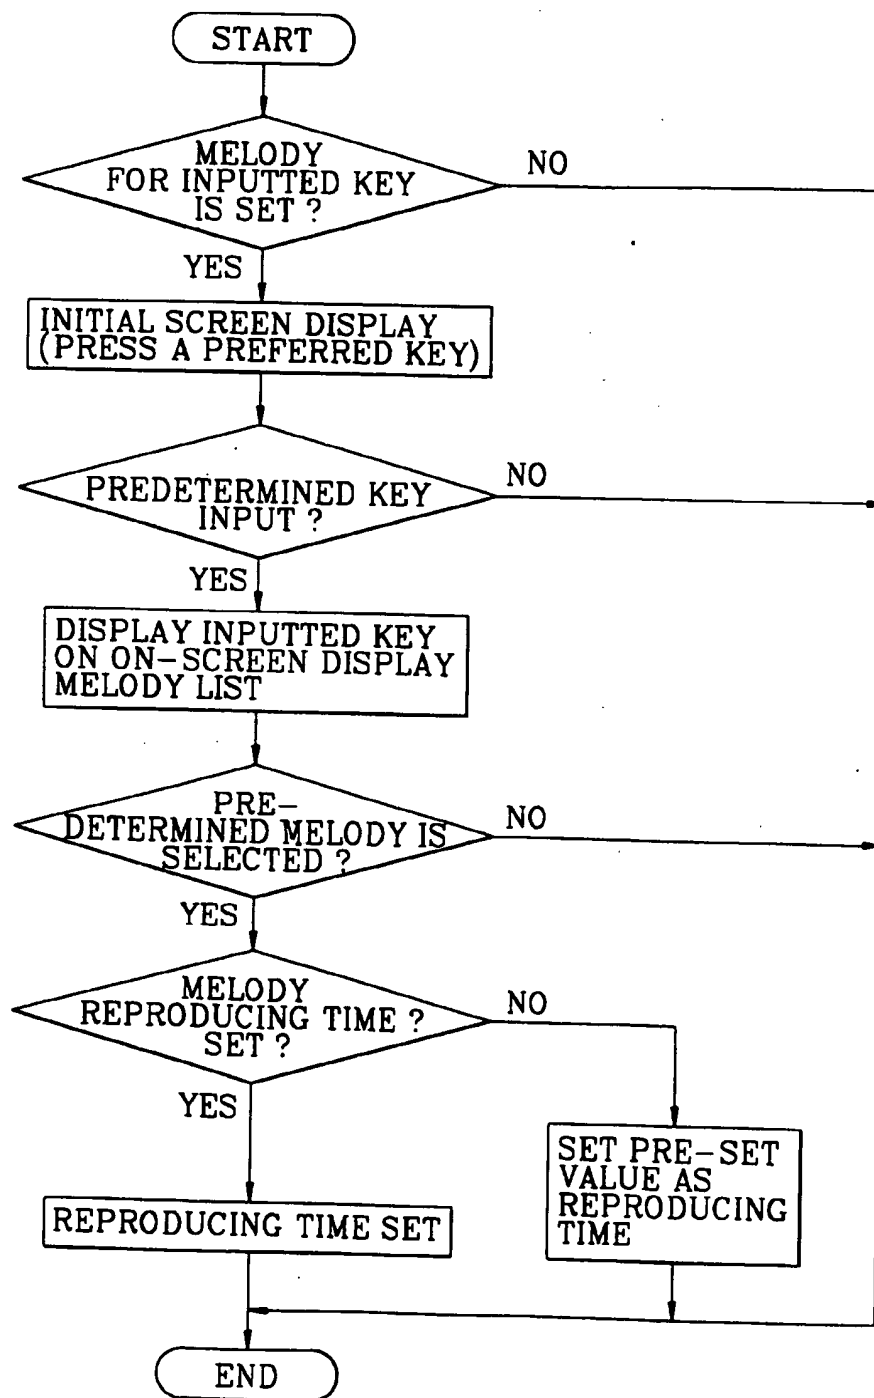 START
MELODY
FOR INPUTTED KEY
IS SET ?
NO
YES
INITIAL SCREEN DISPLAY
(PRESS A PREFERRED KEY)
PREDETERMINED KEY
INPUT ?
NO
YES
DISPLAY INPUTTED KEY
ON ON-SCREEN DISPLAY
MELODY LIST
PRE-
DETERMINED MELODY IS
SELECTED ?
NO
YES
MELODY
REPRODUCING TIME ?
SET ?
NO
YES
SET PRE-SET
VALUE AS
REPRODUCING
TIME
REPRODUCING TIME SET
END